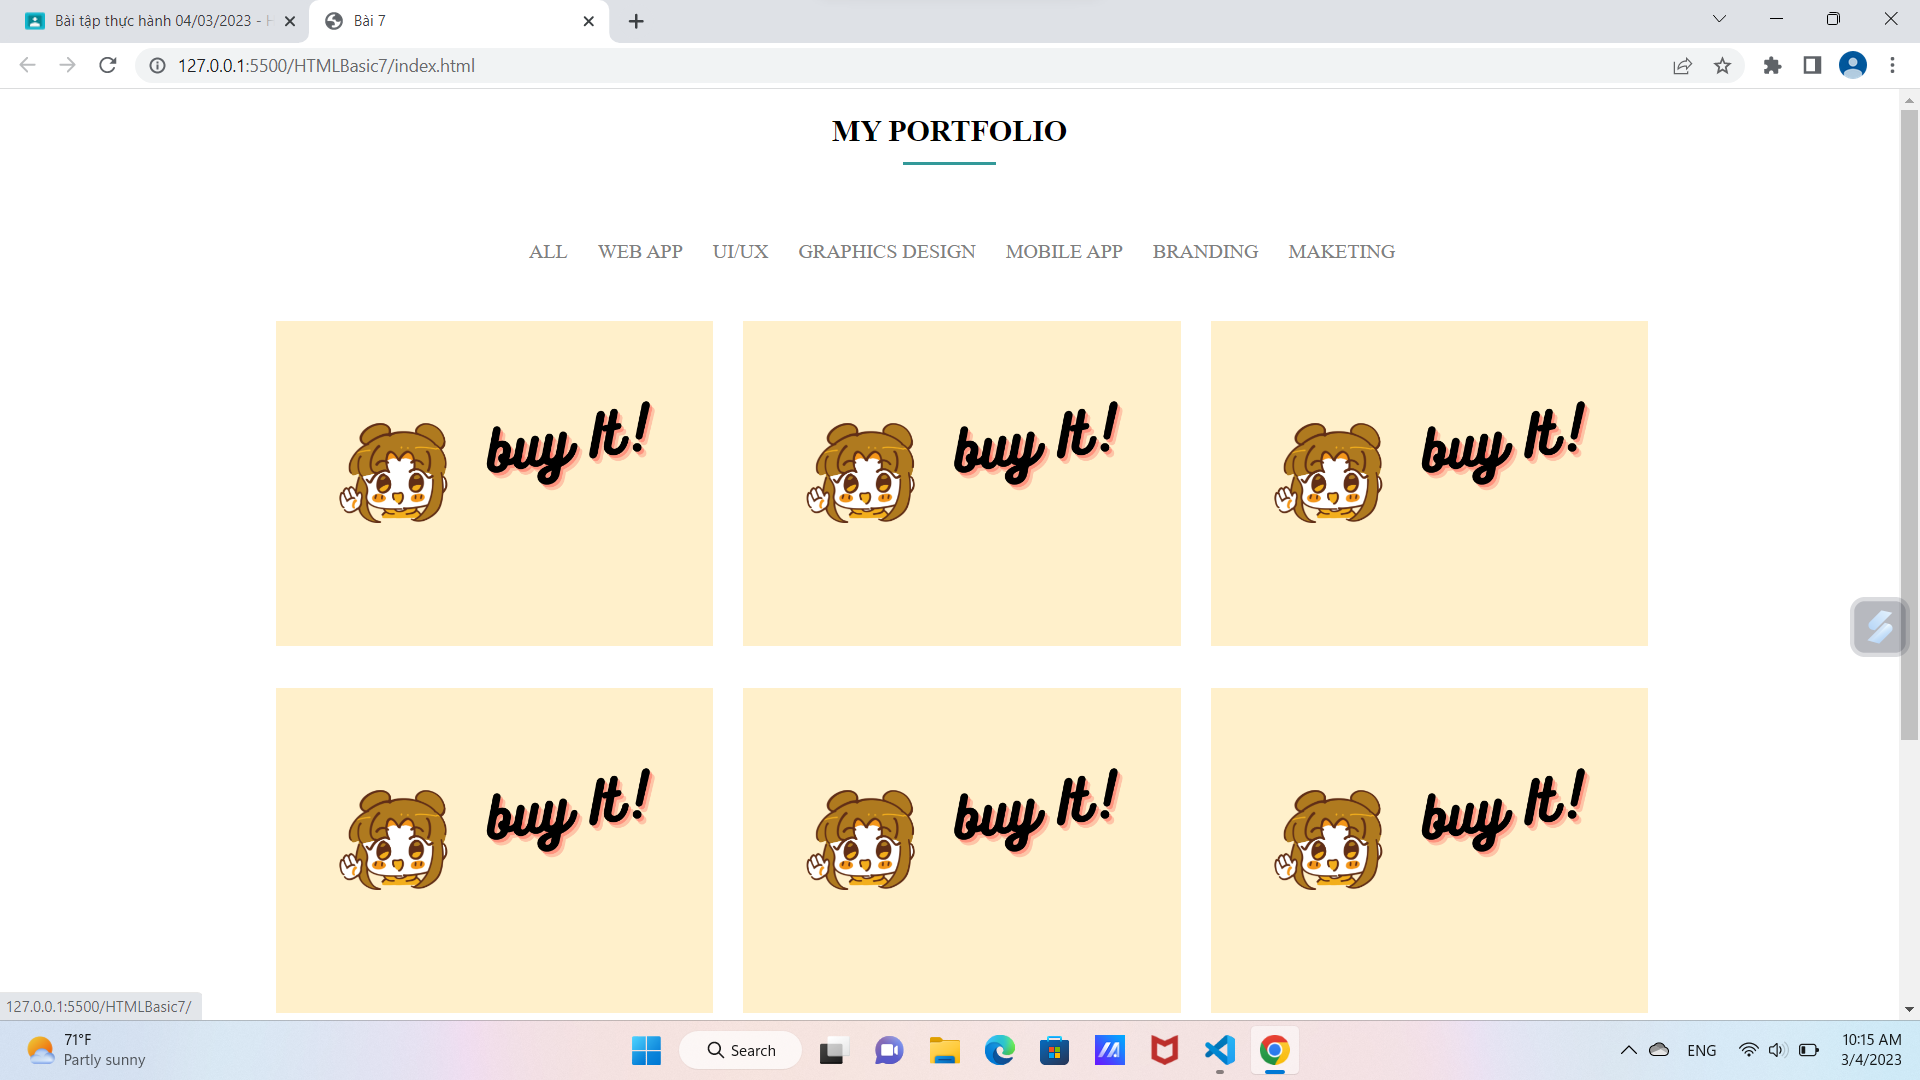 Bài tập thực hành 04/03/2023 - H
Bài 7
127.0.0.1:5500/HTMLBasic7/index.html
MY PORTFOLIO
ALL WEB APP UI/UX GRAPHICS DESIGN MOBILE APP BRANDING MAKETING
buy It! buy It! buy It!
buy It! buy It! buy It!
127.0.0.1:5500/HTMLBasic7/
71°F
Partly sunny
Search
ENG
10:15 AM
3/4/2023